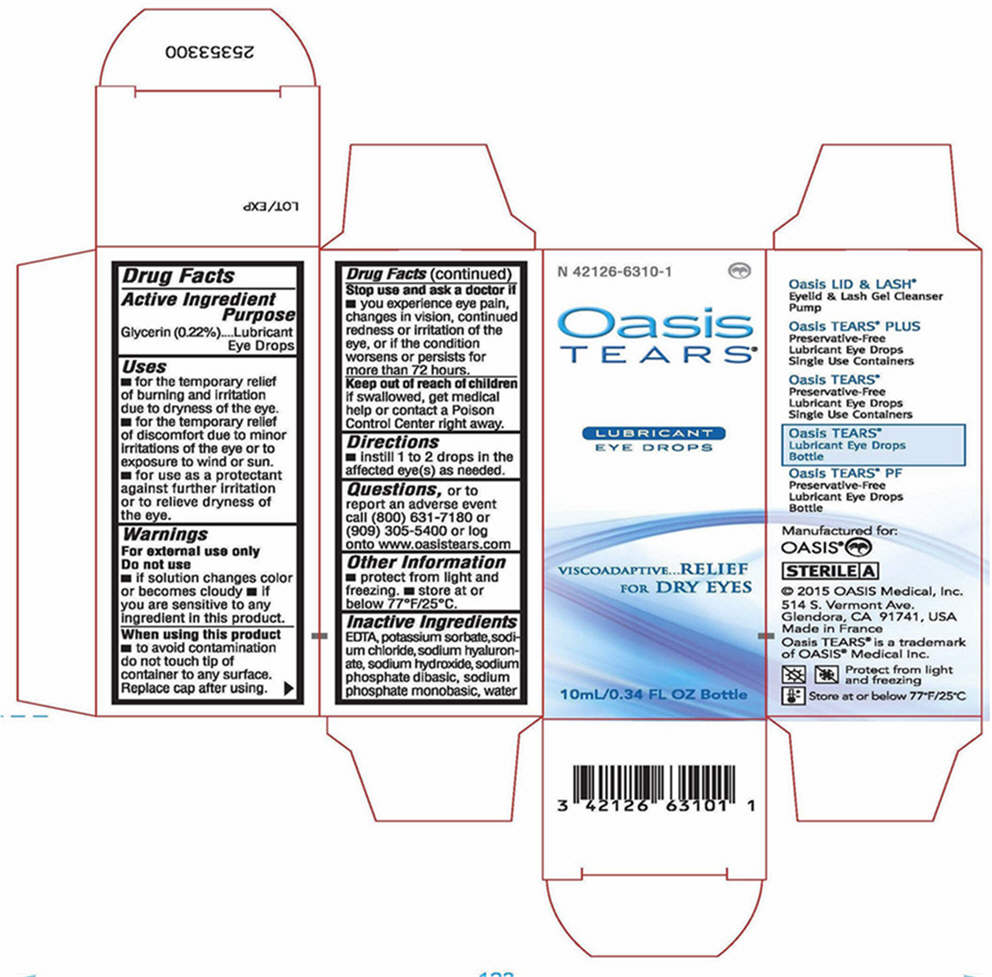 25353300
LOT/EXP
Drug Facts
Active Ingredient
Purpose
Glycerin (0.22%)....Lubricant
Eye Drops
Uses
■ for the temporary relief
of burning and irritation
due to dryness of the eye.
■ for the temporary relief
of discomfort due to minor
irritations of the eye or to
exposure to wind or sun.
■ for use as a protectant
against further irritation
or to relieve dryness of
the eye.
Warnings
For external use only
Do not use
■ if solution changes color
or becomes cloudy ■ if
you are sensitive to any
ingredient in this product.
When using this product
■ to avoid contamination
do not touch tip of
container to any surface.
Replace cap after using.
Drug Facts (continued)
Stop use and ask a doctor if
■ you experience eye pain,
changes in vision, continued
redness or irritation of the
eye, or if the condition
worsens or persists for
more than 72 hours.
Keep out of reach of children
if swallowed, get medical
help or contact a Poison
Control Center right away.
Directions
■ instill 1 to 2 drops in the
affected eye(s) as needed.
Questions, or to
report an adverse event
call (800) 631-7180 or
(909) 305-5400 or log
onto www.oasistears.com
Other Information
■ protect from light and
freezing. ■ store at or
below 77°F/25°C.
Inactive Ingredients
EDTA, potassium sorbate, sodi-
um chloride, sodium hyaluron-
ate, sodium hydroxide, sodium
phosphate dibasic, sodium
phosphate monobasic, water
N 42126-6310-1
Oasis
TEARS®
LUBRICANT
EYE DROPS
VISCOADAPTIVE...RELIEF
FOR DRY EYES
10mL/0.34 FL OZ Bottle
3 42126 63101 1
Oasis LID & LASH®
Eyelid & Lash Gel Cleanser
Pump
Oasis TEARS® PLUS
Preservative-Free
Lubricant Eye Drops
Single Use Containers
Oasis TEARS®
Preservative-Free
Lubricant Eye Drops
Single Use Containers
Oasis TEARS®
Lubricant Eye Drops
Bottle
Oasis TEARS® PF
Preservative-Free
Lubricant Eye Drops
Bottle
Manufactured for:
OASIS®
STERILE A
© 2015 OASIS Medical, Inc.
514 S. Vermont Ave.
Glendora, CA 91741, USA
Made in France
Oasis TEARS® is a trademark
of OASIS® Medical Inc.
Protect from light
and freezing
Store at or below 77°F/25°C